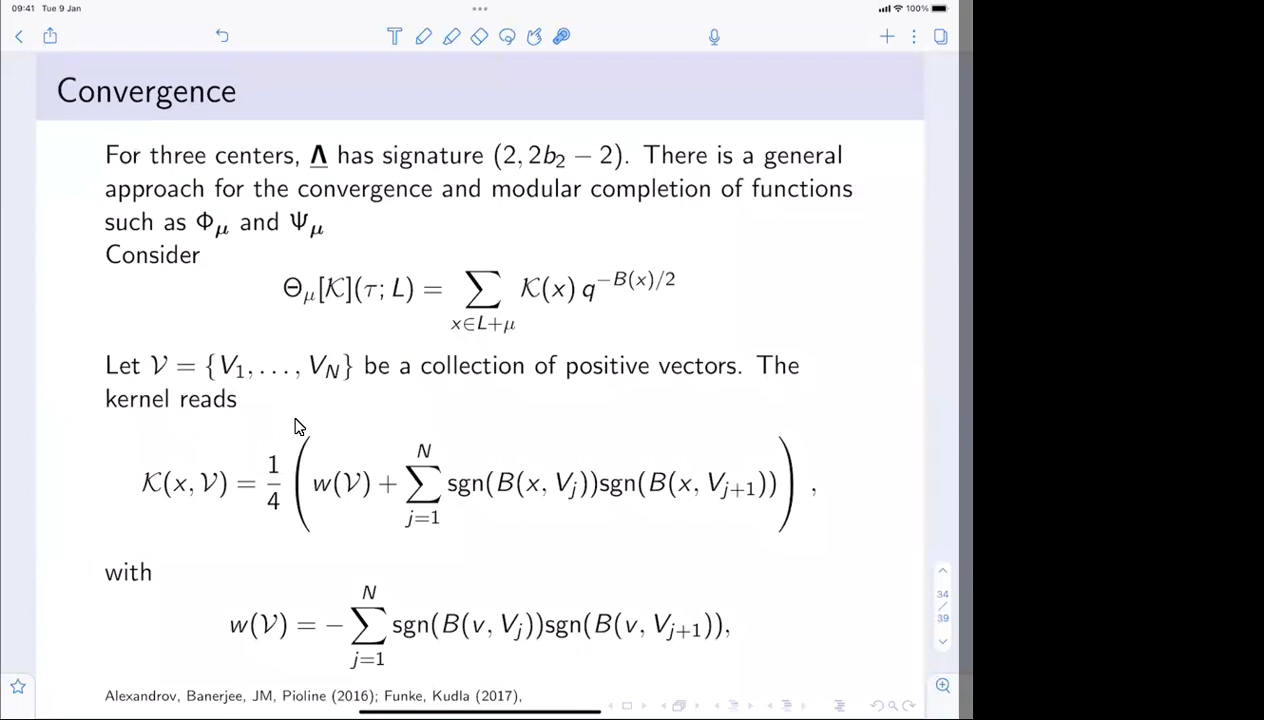 09:41 Tue 9 Jan
100%
Convergence
For three centers, Λ has signature (2, 2b₂ − 2). There is a general
approach for the convergence and modular completion of functions
such as Φ_μ and Ψ_μ
Consider
Θ_μ[𝒦](τ; L) = ∑_{x∈L+μ} 𝒦(x) q^{−B(x)/2}
Let 𝒱 = {V₁, . . . , V_N} be a collection of positive vectors. The
kernel reads
𝒦(x, 𝒱) = 1/4 ( w(𝒱) + ∑_{j=1}^{N} sgn(B(x, V_j))sgn(B(x, V_{j+1})) ) ,
with
w(𝒱) = − ∑_{j=1}^{N} sgn(B(v, V_j))sgn(B(v, V_{j+1})),
34
/
39
Alexandrov, Banerjee, JM, Pioline (2016); Funke, Kudla (2017),